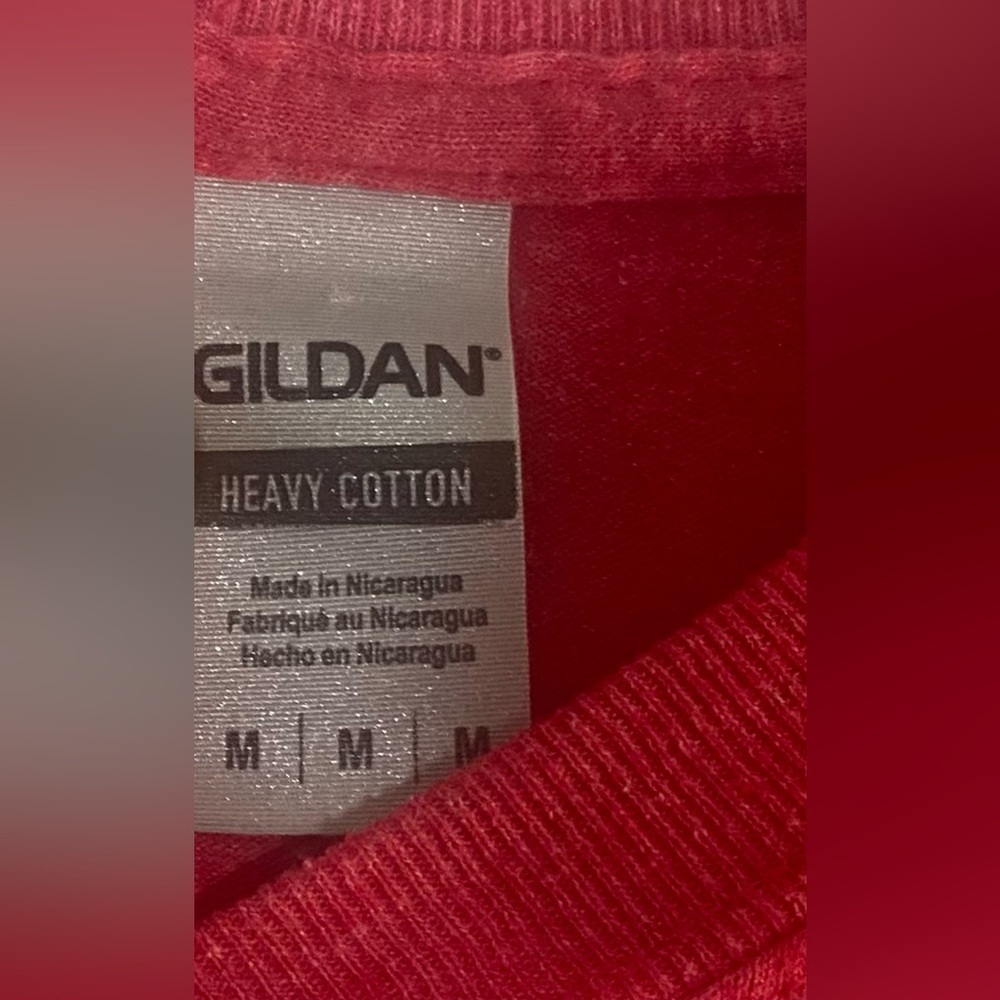 GILDAN®
HEAVY COTTON
Made in Nicaragua
Fabriqué au Nicaragua
Hecho en Nicaragua
M | M | M